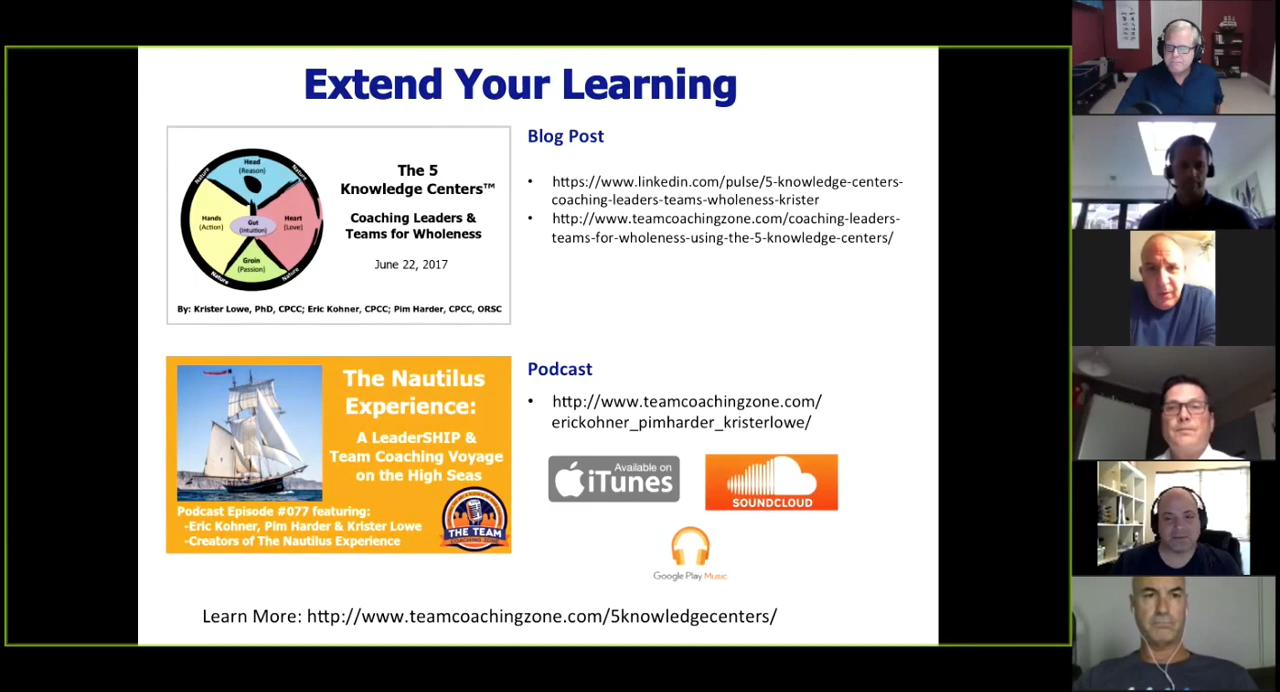 Extend Your Learning
Head
(Reason)
Nature
Nature
Hands
(Action)
Gut
(Intuition)
Heart
(Love)
Groin
(Passion)
Nature
Nature
The 5
Knowledge Centers™
Coaching Leaders &
Teams for Wholeness
June 22, 2017
By: Krister Lowe, PhD, CPCC; Eric Kohner, CPCC; Pim Harder, CPCC, ORSC
Blog Post
• https://www.linkedin.com/pulse/5-knowledge-centers-
coaching-leaders-teams-wholeness-krister
• http://www.teamcoachingzone.com/coaching-leaders-
teams-for-wholeness-using-the-5-knowledge-centers/
The Nautilus
Experience:
A LeaderSHIP &
Team Coaching Voyage
on the High Seas
Podcast Episode #077 featuring:
-Eric Kohner, Pim Harder & Krister Lowe
-Creators of The Nautilus Experience
THE TEAM
COACHING ZONE
Podcast
• http://www.teamcoachingzone.com/
erickohner_pimharder_kristerlowe/
Available on
iTunes
SOUNDCLOUD
Google Play Music
Learn More: http://www.teamcoachingzone.com/5knowledgecenters/